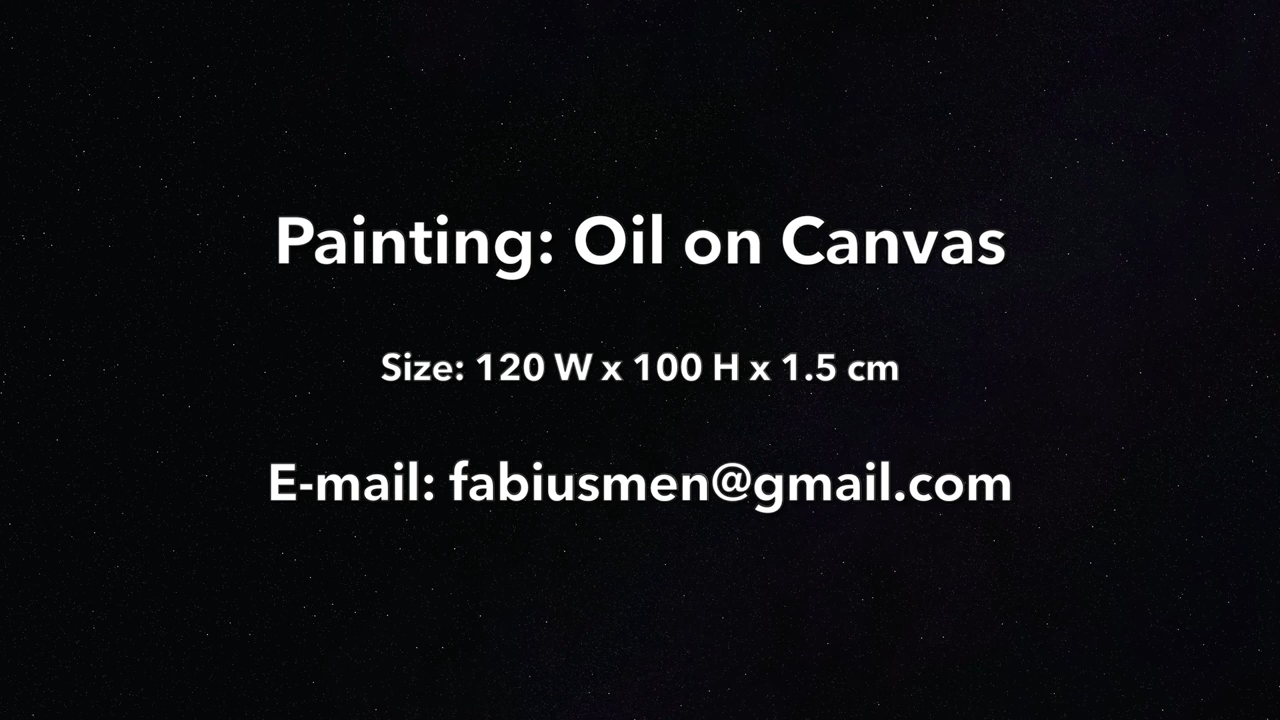 Painting: Oil on Canvas
Size: 120 W x 100 H x 1.5 cm
E-mail: fabiusmen@gmail.com